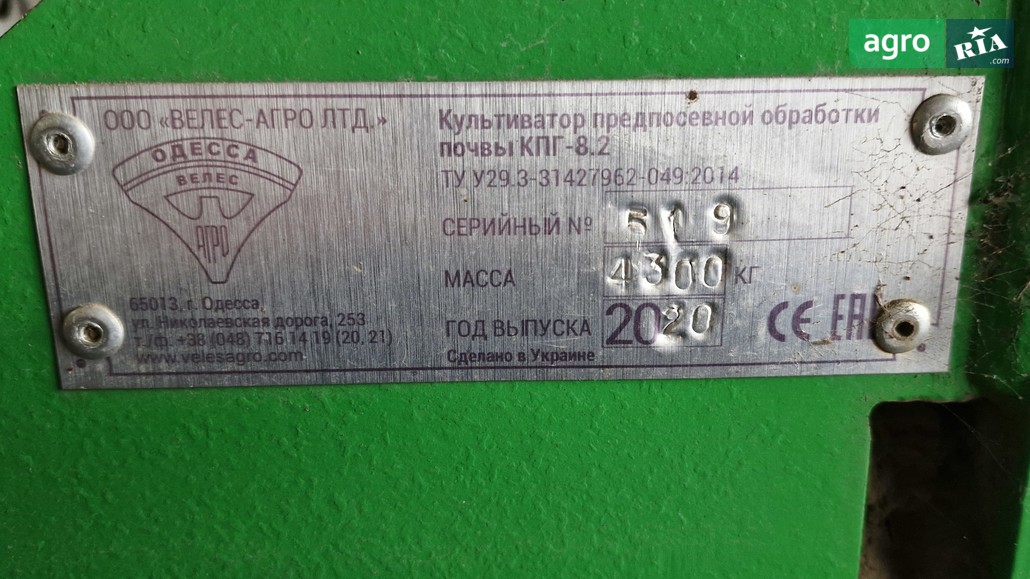 agro RIA.com
ООО «ВЕЛЕС-АГРО ЛТД.»
ОДЕССА
ВЕЛЕС
АГРО
65013, г. Одесса,
ул. Николаевская дорога, 253
т./ф. +38 (048) 716 14 19 (20, 21)
www.velesagro.com
Культиватор предпосевной обработки
почвы КПГ-8.2
ТУ У29.3-31427962-049:2014
СЕРИЙНЫЙ № 519
МАССА 4300 КГ
ГОД ВЫПУСКА 2020
Сделано в Украине
CE EAC